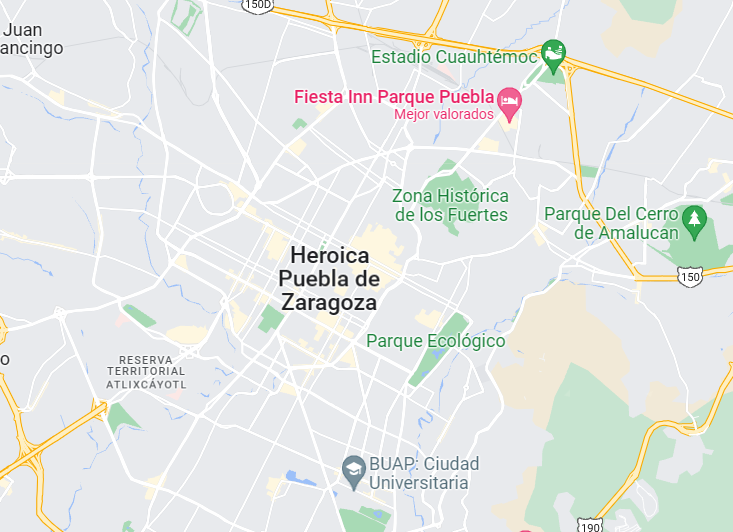 150D
Juan
ancingo
Estadio Cuauhtémoc
Fiesta Inn Parque Puebla
Mejor valorados
Zona Histórica
de los Fuertes
Parque Del Cerro
de Amalucan
Heroica
Puebla de
Zaragoza
150
Parque Ecológico
o
RESERVA
TERRITORIAL
ATLIXCÁYOTL
BUAP: Ciudad
Universitaria
190